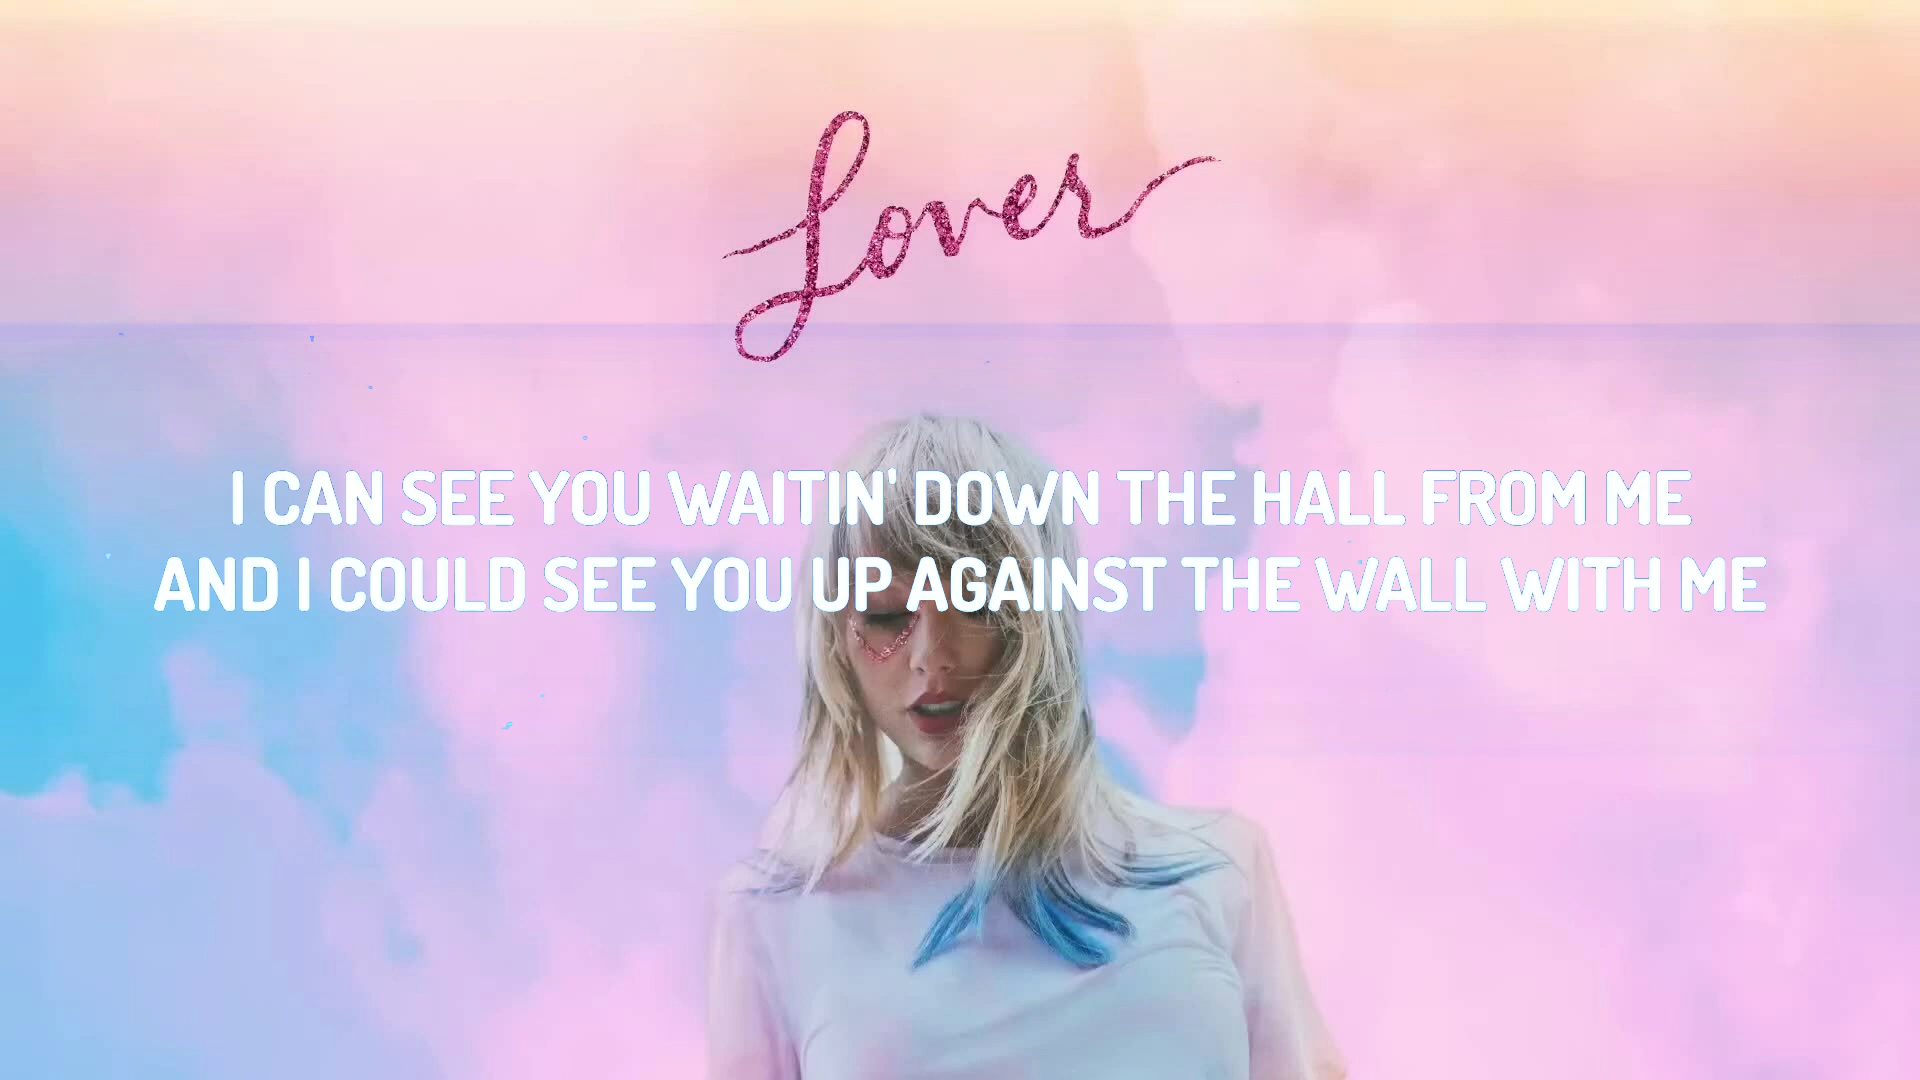 Lover
I CAN SEE YOU WAITIN' DOWN THE HALL FROM ME
AND I COULD SEE YOU UP AGAINST THE WALL WITH ME